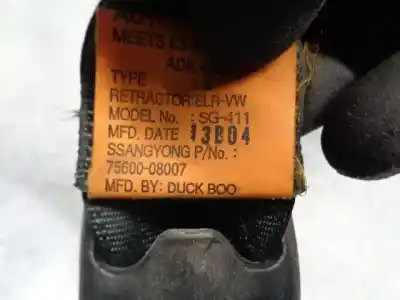 MEETS
ADR
TYPE
RETRACTOR:ELR-VW
MODEL No. : SG-411
MFD. DATE 13B04
SSANGYONG P/No. :
75600-08007
MFD. BY: DUCK BOO